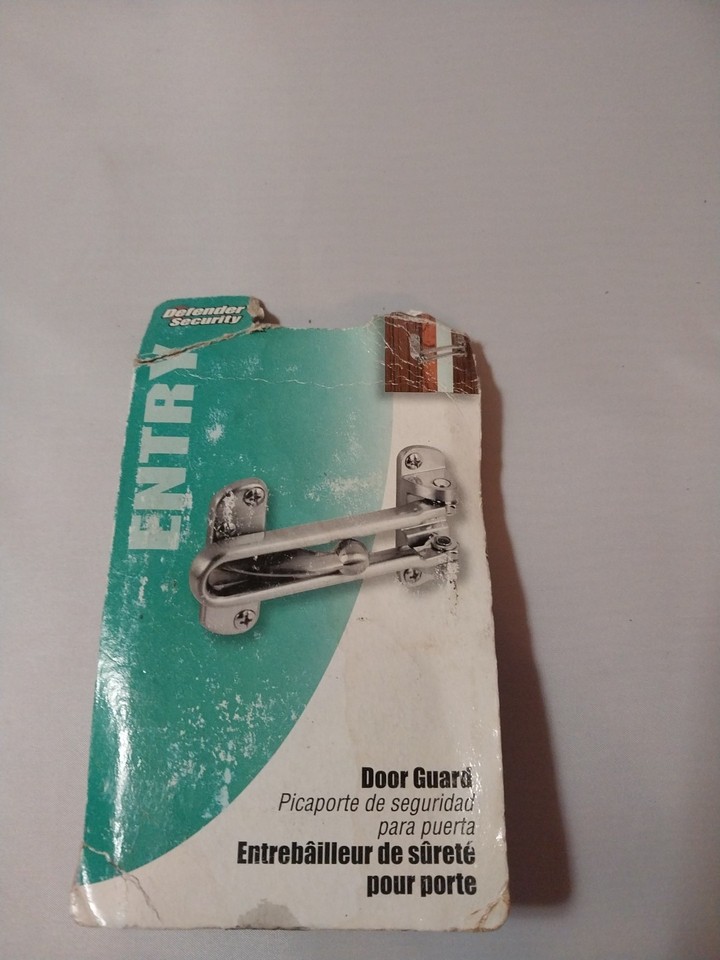 Defender
Security
ENTRY
Door Guard
Picaporte de seguridad
para puerta
Entrebâilleur de sûreté
pour porte